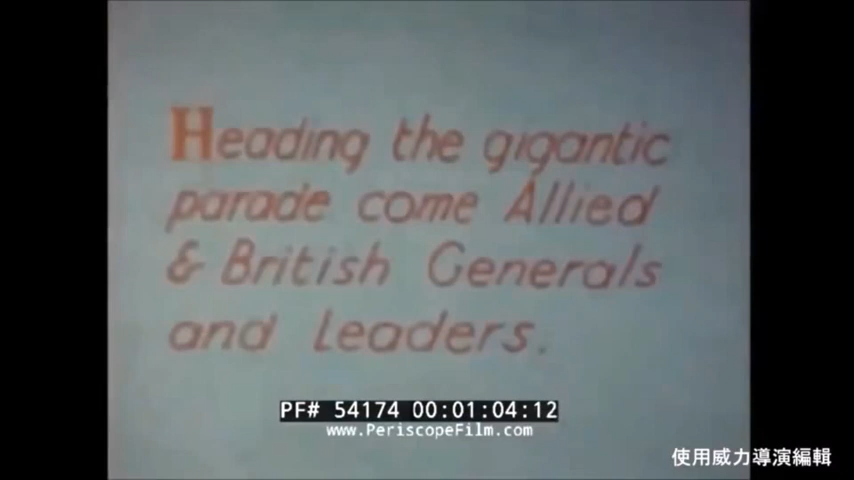 Heading the gigantic
parade come Allied
& British Generals
and Leaders.
PF# 54174 00:01:04:12
www.PeriscopeFilm.com
使用威力導演編輯